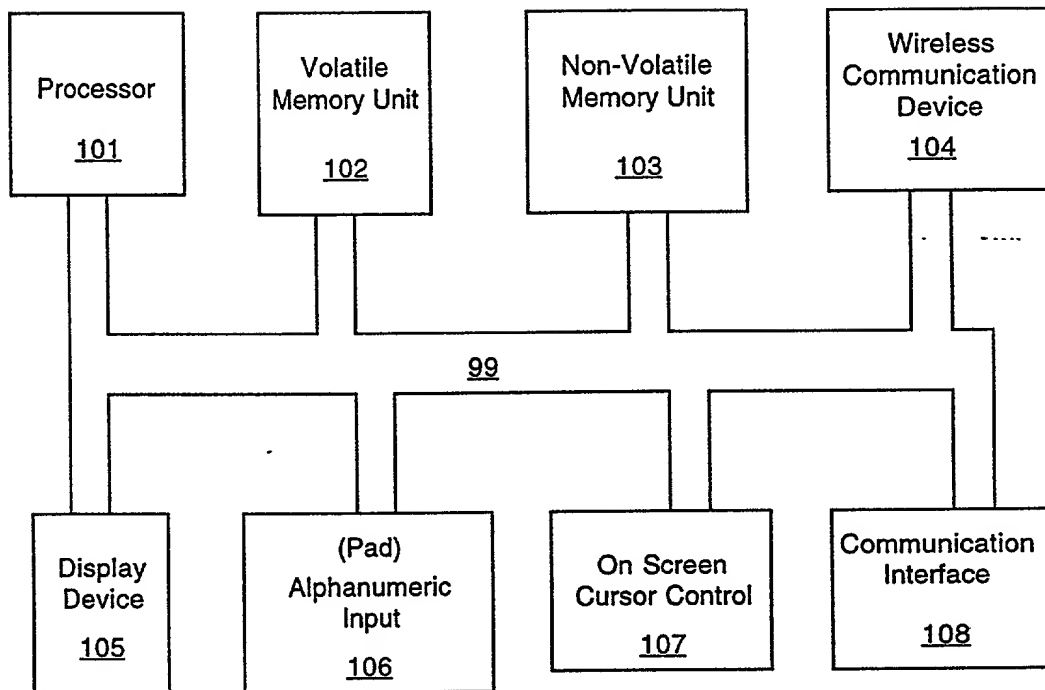 Processor
101
Volatile
Memory Unit
102
Non-Volatile
Memory Unit
103
Wireless
Communication
Device
104
99
Display
Device
105
(Pad)
Alphanumeric
Input
106
On Screen
Cursor Control
107
Communication
Interface
108